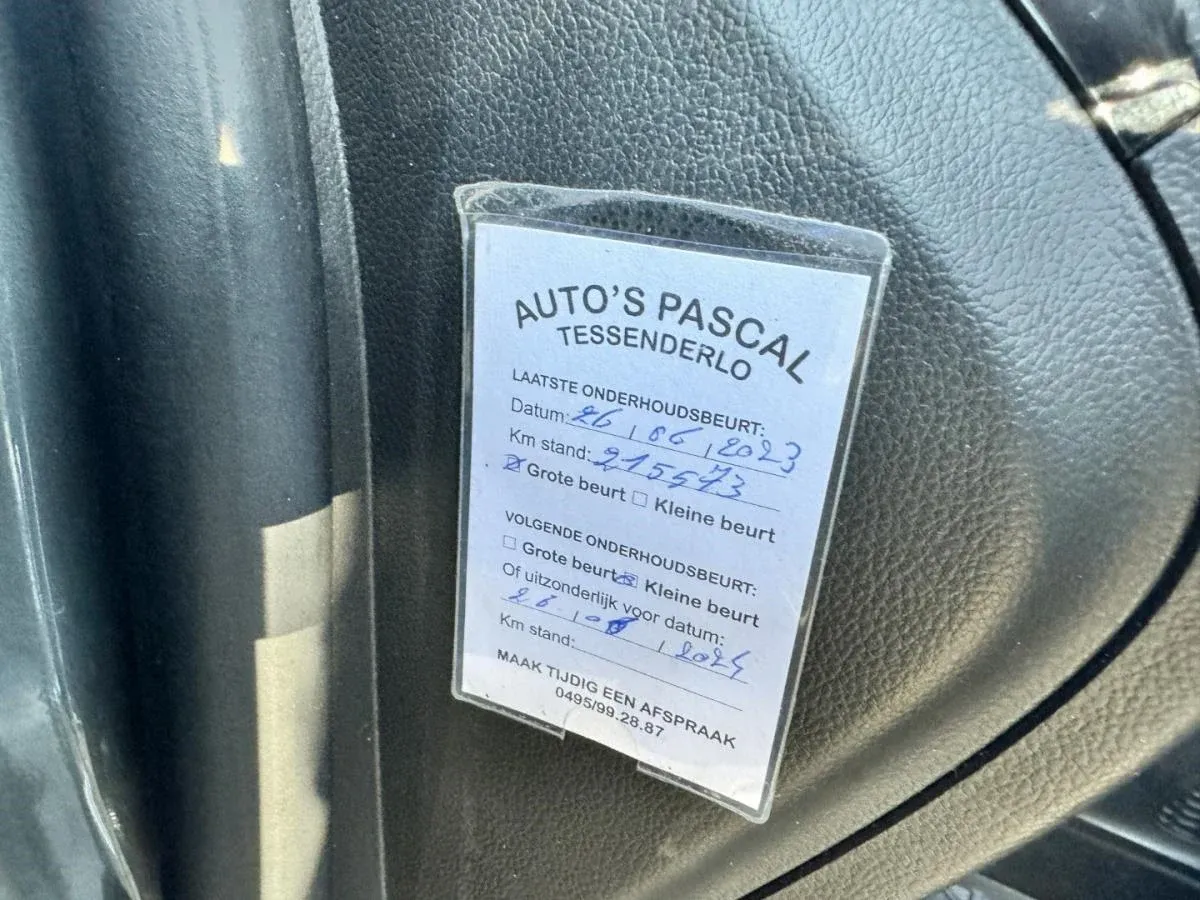 AUTO'S PASCAL
TESSENDERLO
LAATSTE ONDERHOUDSBEURT:
Datum: 26 / 06 / 2023
Km stand: 215573
☒ Grote beurt ☐ Kleine beurt
VOLGENDE ONDERHOUDSBEURT:
☐ Grote beurt ☒ Kleine beurt
Of uitzonderlijk voor datum:
26 / / 2024
Km stand:
MAAK TIJDIG EEN AFSPRAAK
0495/99.28.87